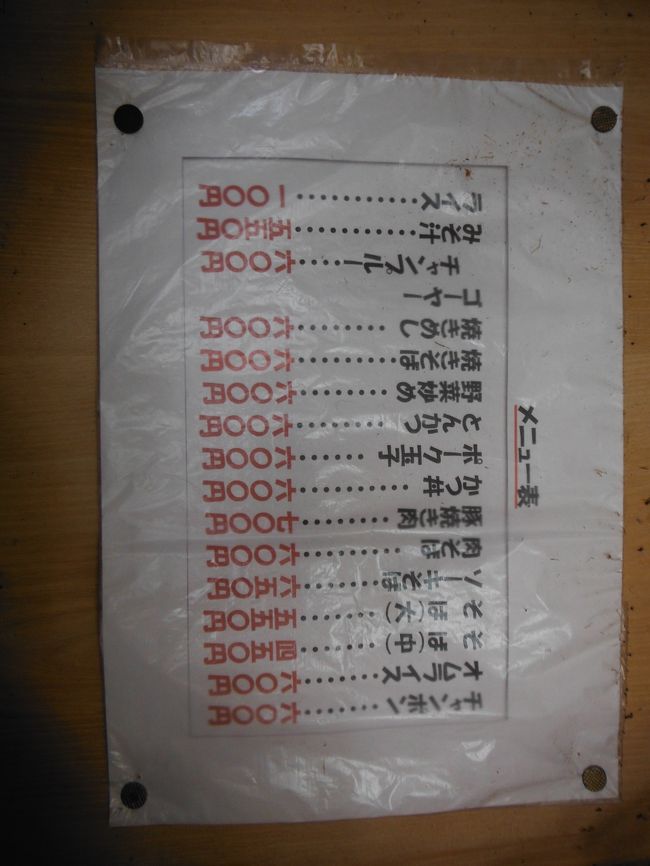 メニュー表
チャンポン・・・・・・・・六〇〇円
オムライス・・・・・・・・六〇〇円
そば(中)・・・・・・・・四五〇円
そば(大)・・・・・・・・五五〇円
ソーキそば・・・・・・・・六五〇円
肉そば・・・・・・・・六〇〇円
豚焼き肉・・・・・・・・七〇〇円
かつ丼・・・・・・・・六〇〇円
ポーク玉子・・・・・・六〇〇円
とんかつ・・・・・・・・六〇〇円
野菜炒め・・・・・・・・六〇〇円
焼きそば・・・・・・・・六〇〇円
焼きめし・・・・・・・・六〇〇円
ゴーヤー
チャンプルー・・・・・六〇〇円
みそ汁・・・・・・・・・・五五〇円
ライス・・・・・・・・・・一〇〇円